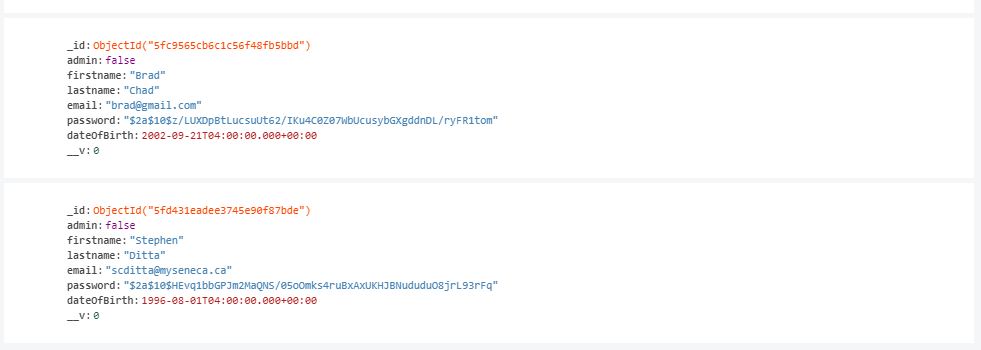 _id: ObjectId("5fc9565cb6c1c56f48fb5bbd")
admin: false
firstname: "Brad"
lastname: "Chad"
email: "brad@gmail.com"
password: "$2a$10$z/LUXDpBtLucsuUt62/IKu4C0Z07WbUcusybGXgddnDL/ryFR1tom"
dateOfBirth: 2002-09-21T04:00:00.000+00:00
__v: 0
_id: ObjectId("5fd431eadee3745e90f87bde")
admin: false
firstname: "Stephen"
lastname: "Ditta"
email: "scditta@myseneca.ca"
password: "$2a$10$HEvq1bbGPJm2MaQNS/05oOmks4ruBxAxUKHJBNududuO8jrL93rFq"
dateOfBirth: 1996-08-01T04:00:00.000+00:00
__v: 0